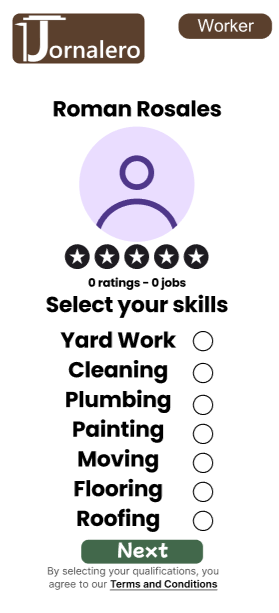 Jornalero
Worker
Roman Rosales
0 ratings - 0 jobs
Select your skills
Yard Work
Cleaning
Plumbing
Painting
Moving
Flooring
Roofing
Next
By selecting your qualifications, you
agree to our Terms and Conditions